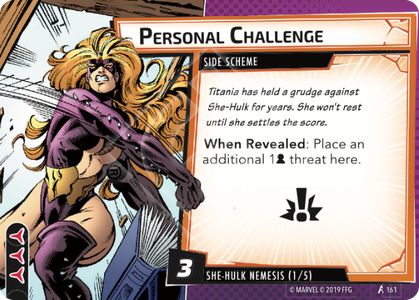 PERSONAL CHALLENGE
SIDE SCHEME
Titania has held a grudge against
She-Hulk for years. She won't rest
until she settles the score.
When Revealed: Place an
additional 1 threat here.
3
SHE-HULK NEMESIS (1/5)
© MARVEL © 2019 FFG
161